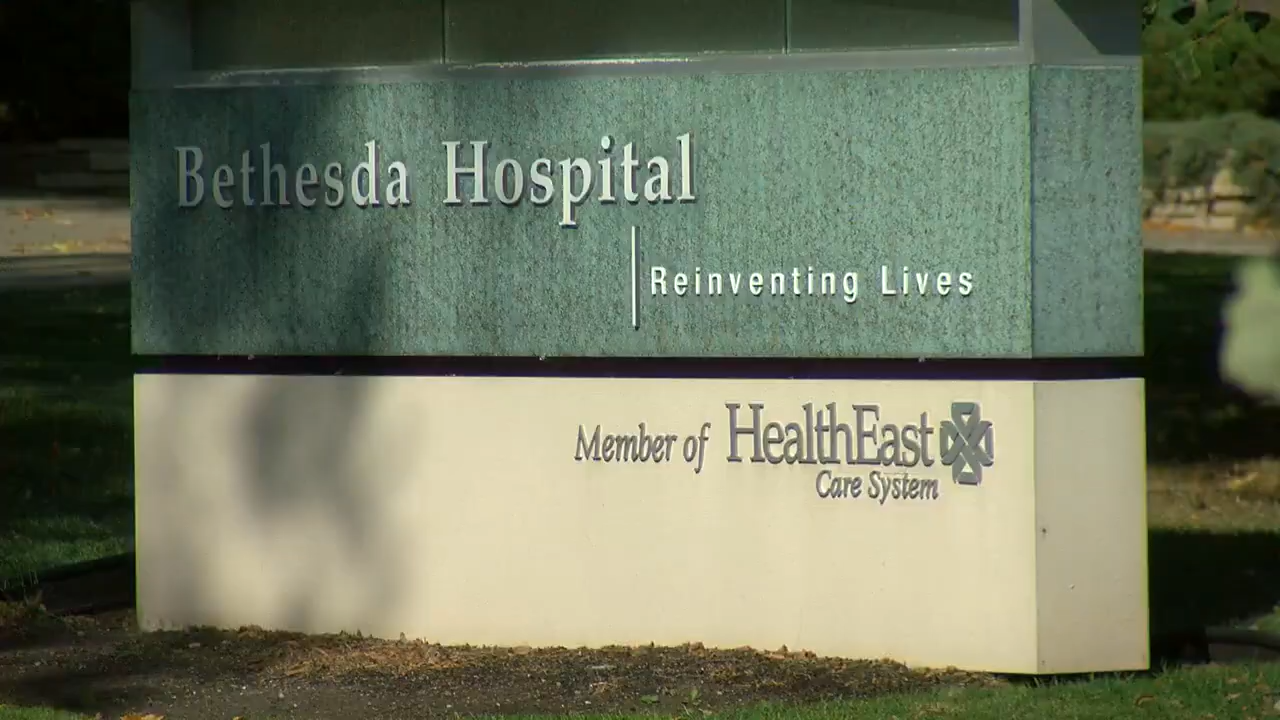 Bethesda Hospital
Reinventing Lives
Member of HealthEast
Care System